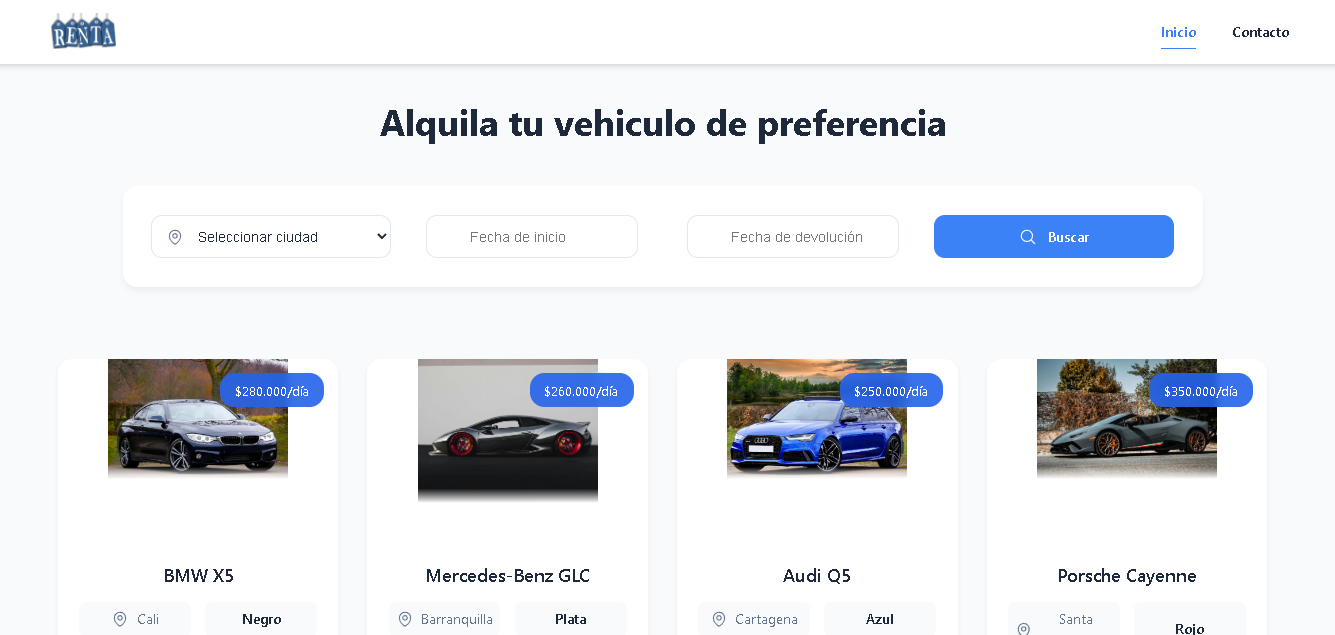 RENTA
Inicio Contacto
Alquila tu vehiculo de preferencia
Seleccionar ciudad Fecha de inicio Fecha de devolución Buscar
$280.000/día $260.000/día $250.000/día $350.000/día
BMW X5 Mercedes-Benz GLC Audi Q5 Porsche Cayenne
Cali Negro Barranquilla Plata Cartagena Azul Santa
Rojo